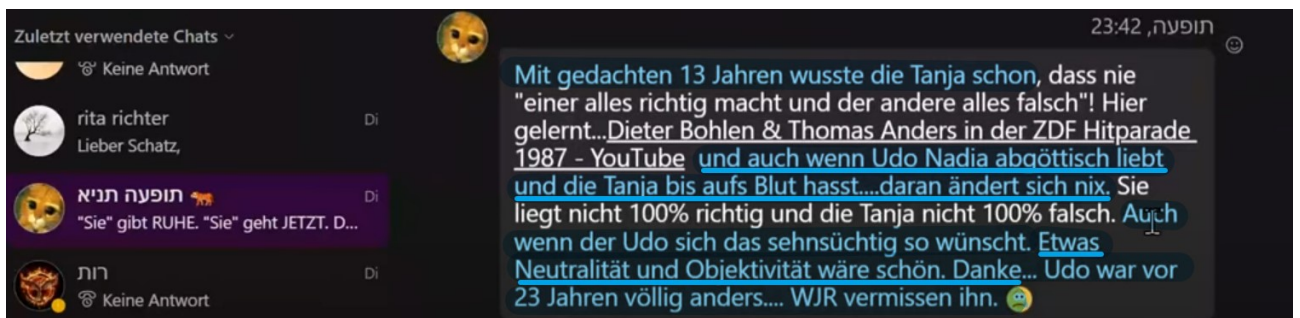 Zuletzt verwendete Chats
Keine Antwort
rita richter Di
Lieber Schatz,
תופעה תניא Di
"Sie" gibt RUHE. "Sie" geht JETZT. D...
רות Di
Keine Antwort
תופעה, 23:42
Mit gedachten 13 Jahren wusste die Tanja schon, dass nie
"einer alles richtig macht und der andere alles falsch"! Hier
gelernt...Dieter Bohlen & Thomas Anders in der ZDF Hitparade
1987 - YouTube und auch wenn Udo Nadia abgöttisch liebt
und die Tanja bis aufs Blut hasst....daran ändert sich nix. Sie
liegt nicht 100% richtig und die Tanja nicht 100% falsch. Auch
wenn der Udo sich das sehnsüchtig so wünscht. Etwas
Neutralität und Objektivität wäre schön. Danke... Udo war vor
23 Jahren völlig anders.... WJR vermissen ihn.